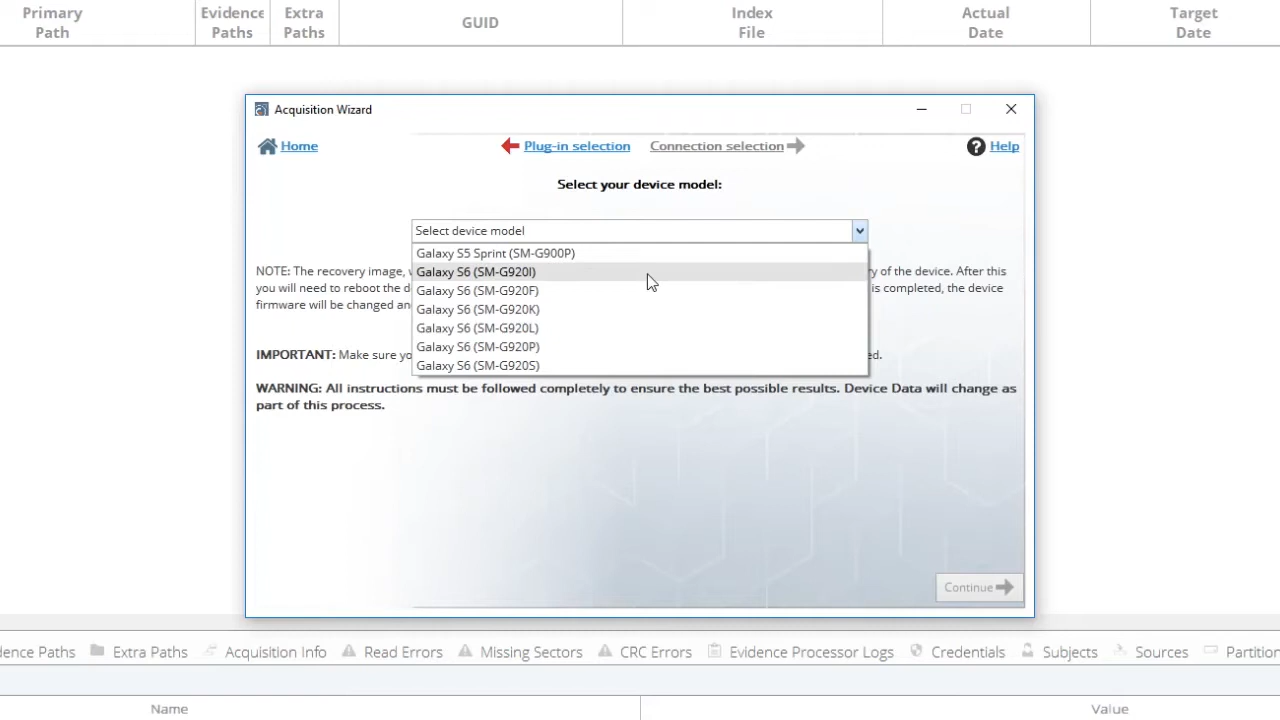 Primary Path
Evidence Paths
Extra Paths
GUID
Index File
Actual Date
Target Date
Acquisition Wizard
Home
Plug-in selection
Connection selection
Help
Select your device model:
Select device model
Galaxy S5 Sprint (SM-G900P)
Galaxy S6 (SM-G920I)
Galaxy S6 (SM-G920F)
Galaxy S6 (SM-G920K)
Galaxy S6 (SM-G920L)
Galaxy S6 (SM-G920P)
Galaxy S6 (SM-G920S)
NOTE: The recovery image, ry of the device. After this
you will need to reboot the d is completed, the device
firmware will be changed an
IMPORTANT: Make sure yo ed.
WARNING: All instructions must be followed completely to ensure the best possible results. Device Data will change as
part of this process.
Continue
dence Paths Extra Paths Acquisition Info Read Errors Missing Sectors CRC Errors Evidence Processor Logs Credentials Subjects Sources Partition
Name Value